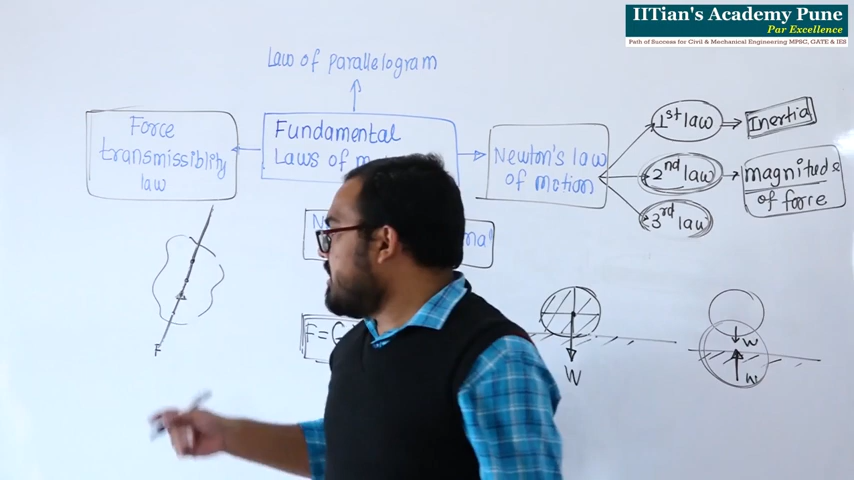 IITian's Academy Pune
Par Excellence
Path of Success for Civil & Mechanical Engineering MPSC, GATE & IES
Law of parallelogram
Force
transmissiblity
law
Fundamental
Laws of
Newton's law
of motion
1st law
Inertia
2nd law
magnitude
of force
3rd law
F=
W
w
w
F